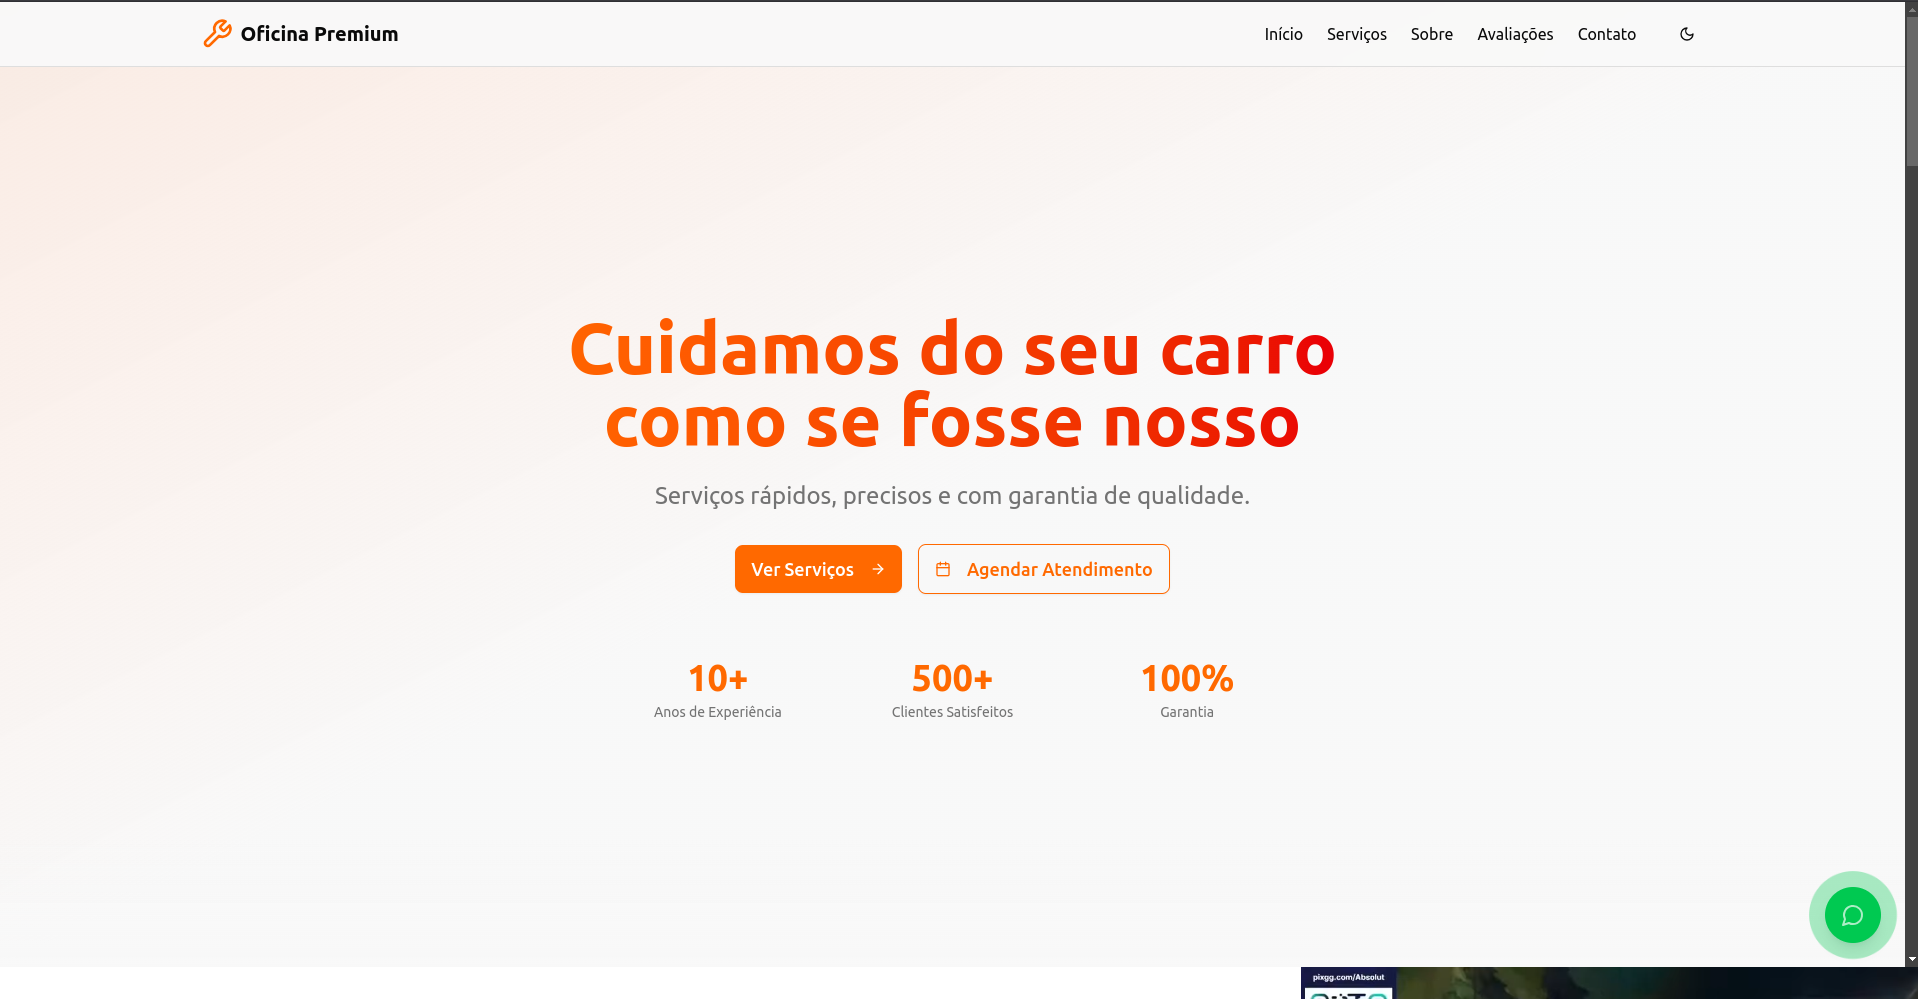 Oficina Premium
Início
Serviços
Sobre
Avaliações
Contato
Cuidamos do seu carro
como se fosse nosso
Serviços rápidos, precisos e com garantia de qualidade.
Ver Serviços
Agendar Atendimento
10+
500+
100%
Anos de Experiência
Clientes Satisfeitos
Garantia
pixgg.com/Absolut